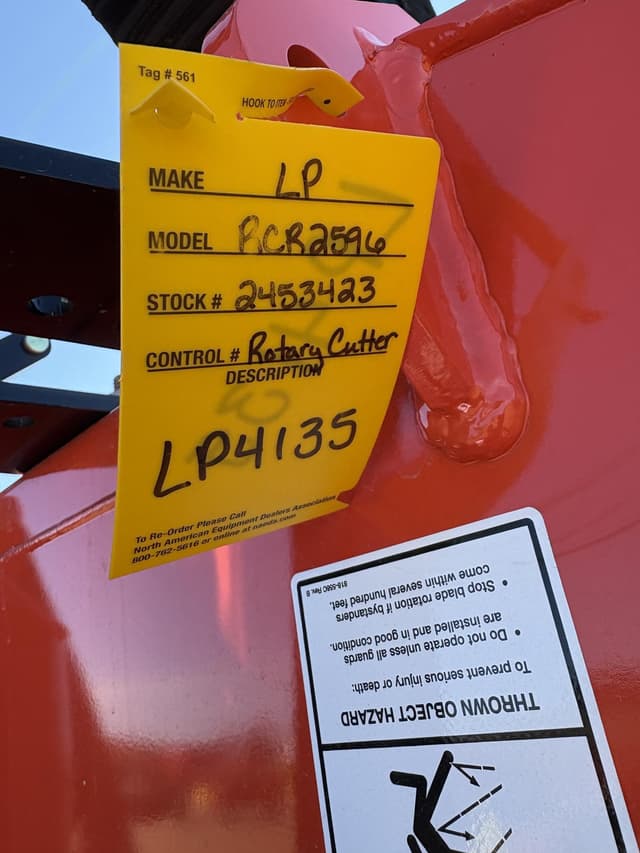 Tag # 561
HOOK TO ITEM
MAKE LP
MODEL RCR2596
STOCK # 2453423
CONTROL # Rotary Cutter
DESCRIPTION
LP4135
To Re-Order Please Call
North American Equipment Dealers Association
800-762-5616 or online at naeda.com
THROWN OBJECT HAZARD
To prevent serious injury or death:
• Do not operate unless all guards
are installed and in good condition.
• Stop blade rotation if bystanders
come within several hundred feet.
818-556C Rev. B